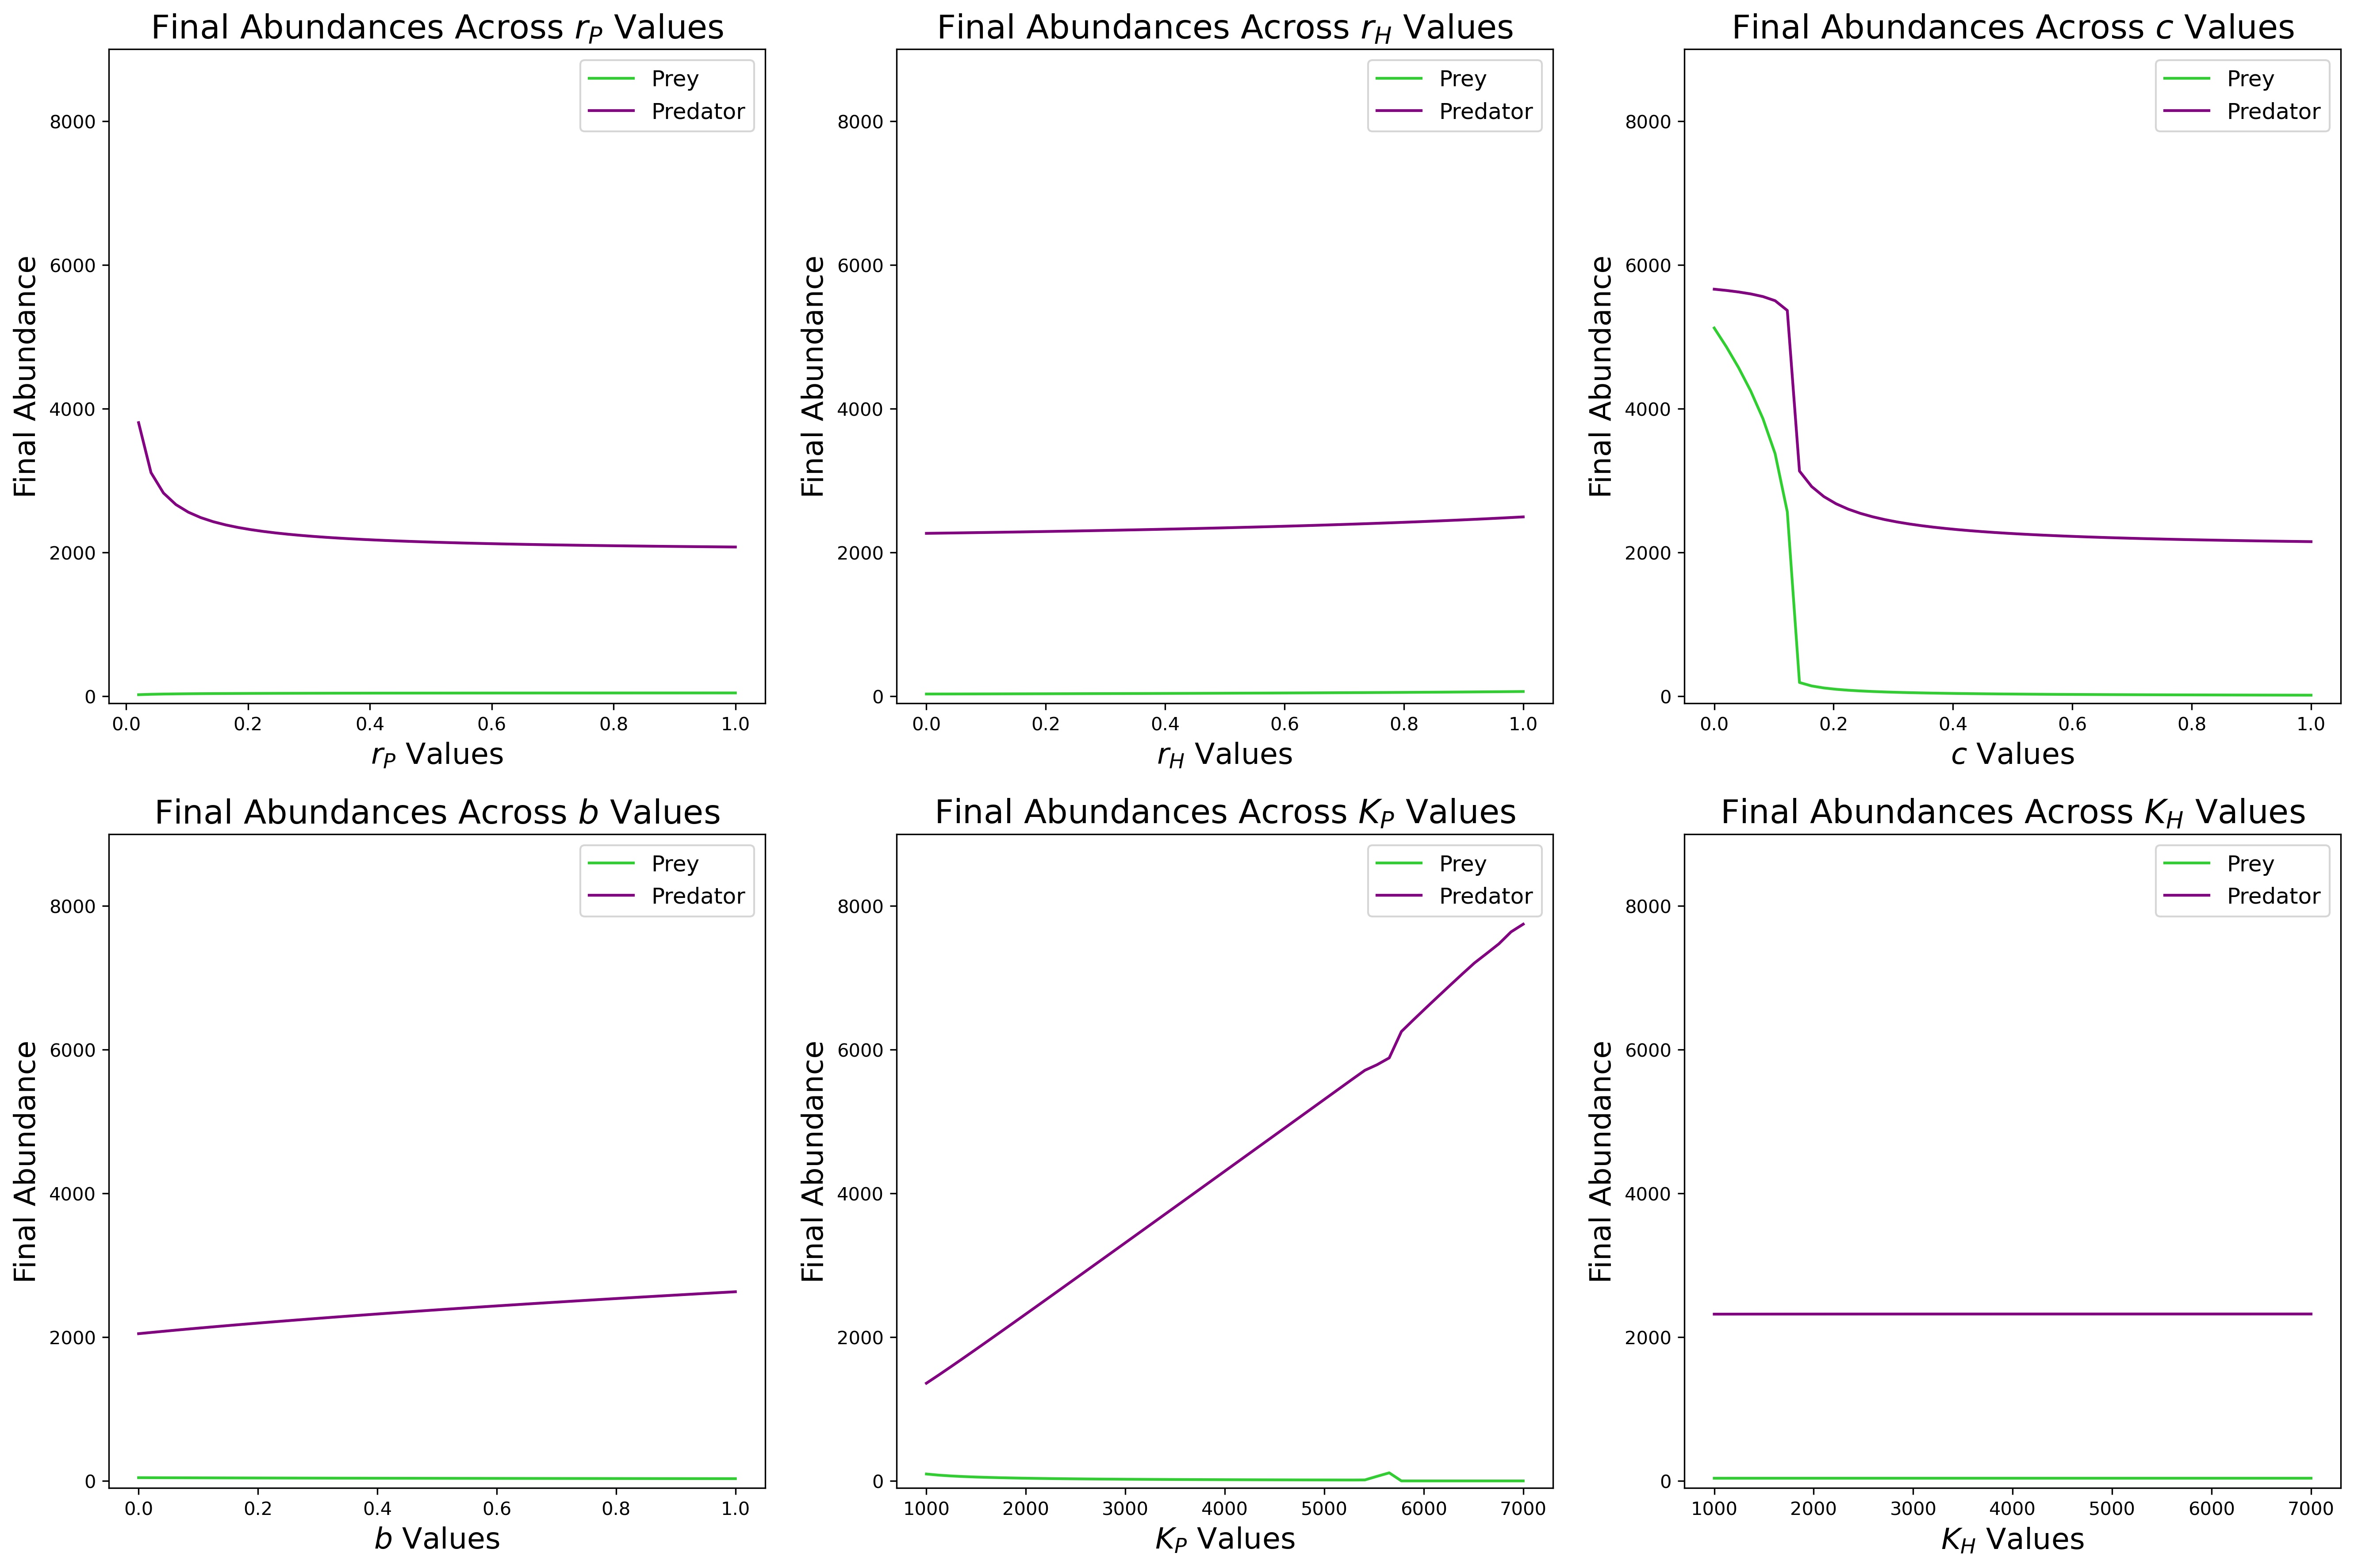 Final Abundances Across r_P Values
Prey
Predator
8000
6000
4000
2000
0
Final Abundance
0.0 0.2 0.4 0.6 0.8 1.0
r_P Values
Final Abundances Across r_H Values
Prey
Predator
8000
6000
4000
2000
0
Final Abundance
0.0 0.2 0.4 0.6 0.8 1.0
r_H Values
Final Abundances Across c Values
Prey
Predator
8000
6000
4000
2000
0
Final Abundance
0.0 0.2 0.4 0.6 0.8 1.0
c Values
Final Abundances Across b Values
Prey
Predator
8000
6000
4000
2000
0
Final Abundance
0.0 0.2 0.4 0.6 0.8 1.0
b Values
Final Abundances Across K_P Values
Prey
Predator
8000
6000
4000
2000
0
Final Abundance
1000 2000 3000 4000 5000 6000 7000
K_P Values
Final Abundances Across K_H Values
Prey
Predator
8000
6000
4000
2000
0
Final Abundance
1000 2000 3000 4000 5000 6000 7000
K_H Values